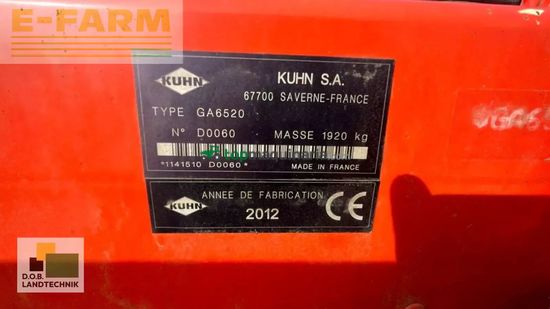 E-FARM
KUHN
KUHN S.A.
67700 SAVERNE-FRANCE
TYPE GA6520
N° D0060 MASSE 1920 kg
*1141510 D0060*
MADE IN FRANCE
KUHN
ANNEE DE FABRICATION
2012
CE
D.O.B.
LANDTECHNIK